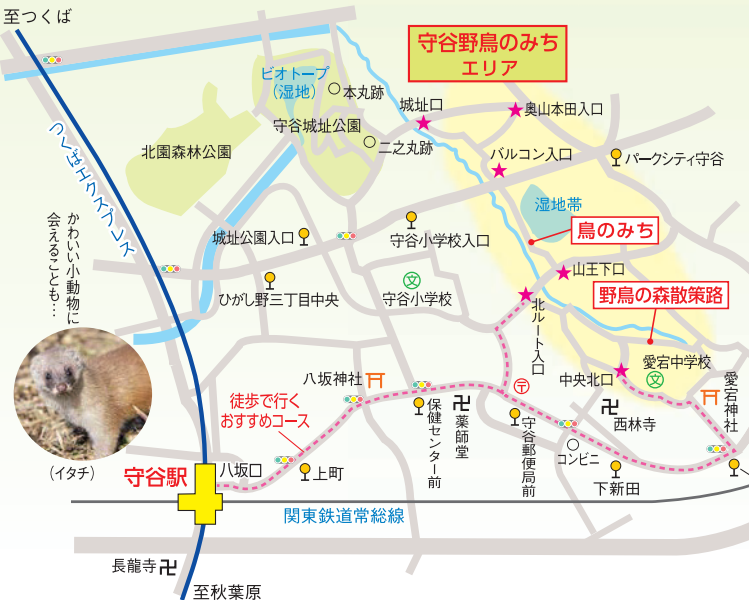 至つくば
守谷野鳥のみち
エリア
ビオトープ
（湿地）
本丸跡
城址口
奥山本田入口
守谷城址公園
二之丸跡
北園森林公園
バルコン入口
パークシティ守谷
つくばエクスプレス
湿地帯
かわいい小動物に
会えることも…
城址公園入口
守谷小学校入口
鳥のみち
山王下口
ひがし野三丁目中央
文
守谷小学校
野鳥の森散策路
北ルート入口
愛宕中学校
文
八坂神社
中央北口
愛宕神社
徒歩で行く
おすすめコース
〒
保健センター前
卍
薬師堂
守谷郵便局前
卍
西林寺
コンビニ
（イタチ）
守谷駅
八坂口
上町
下新田
関東鉄道常総線
長龍寺
卍
至秋葉原